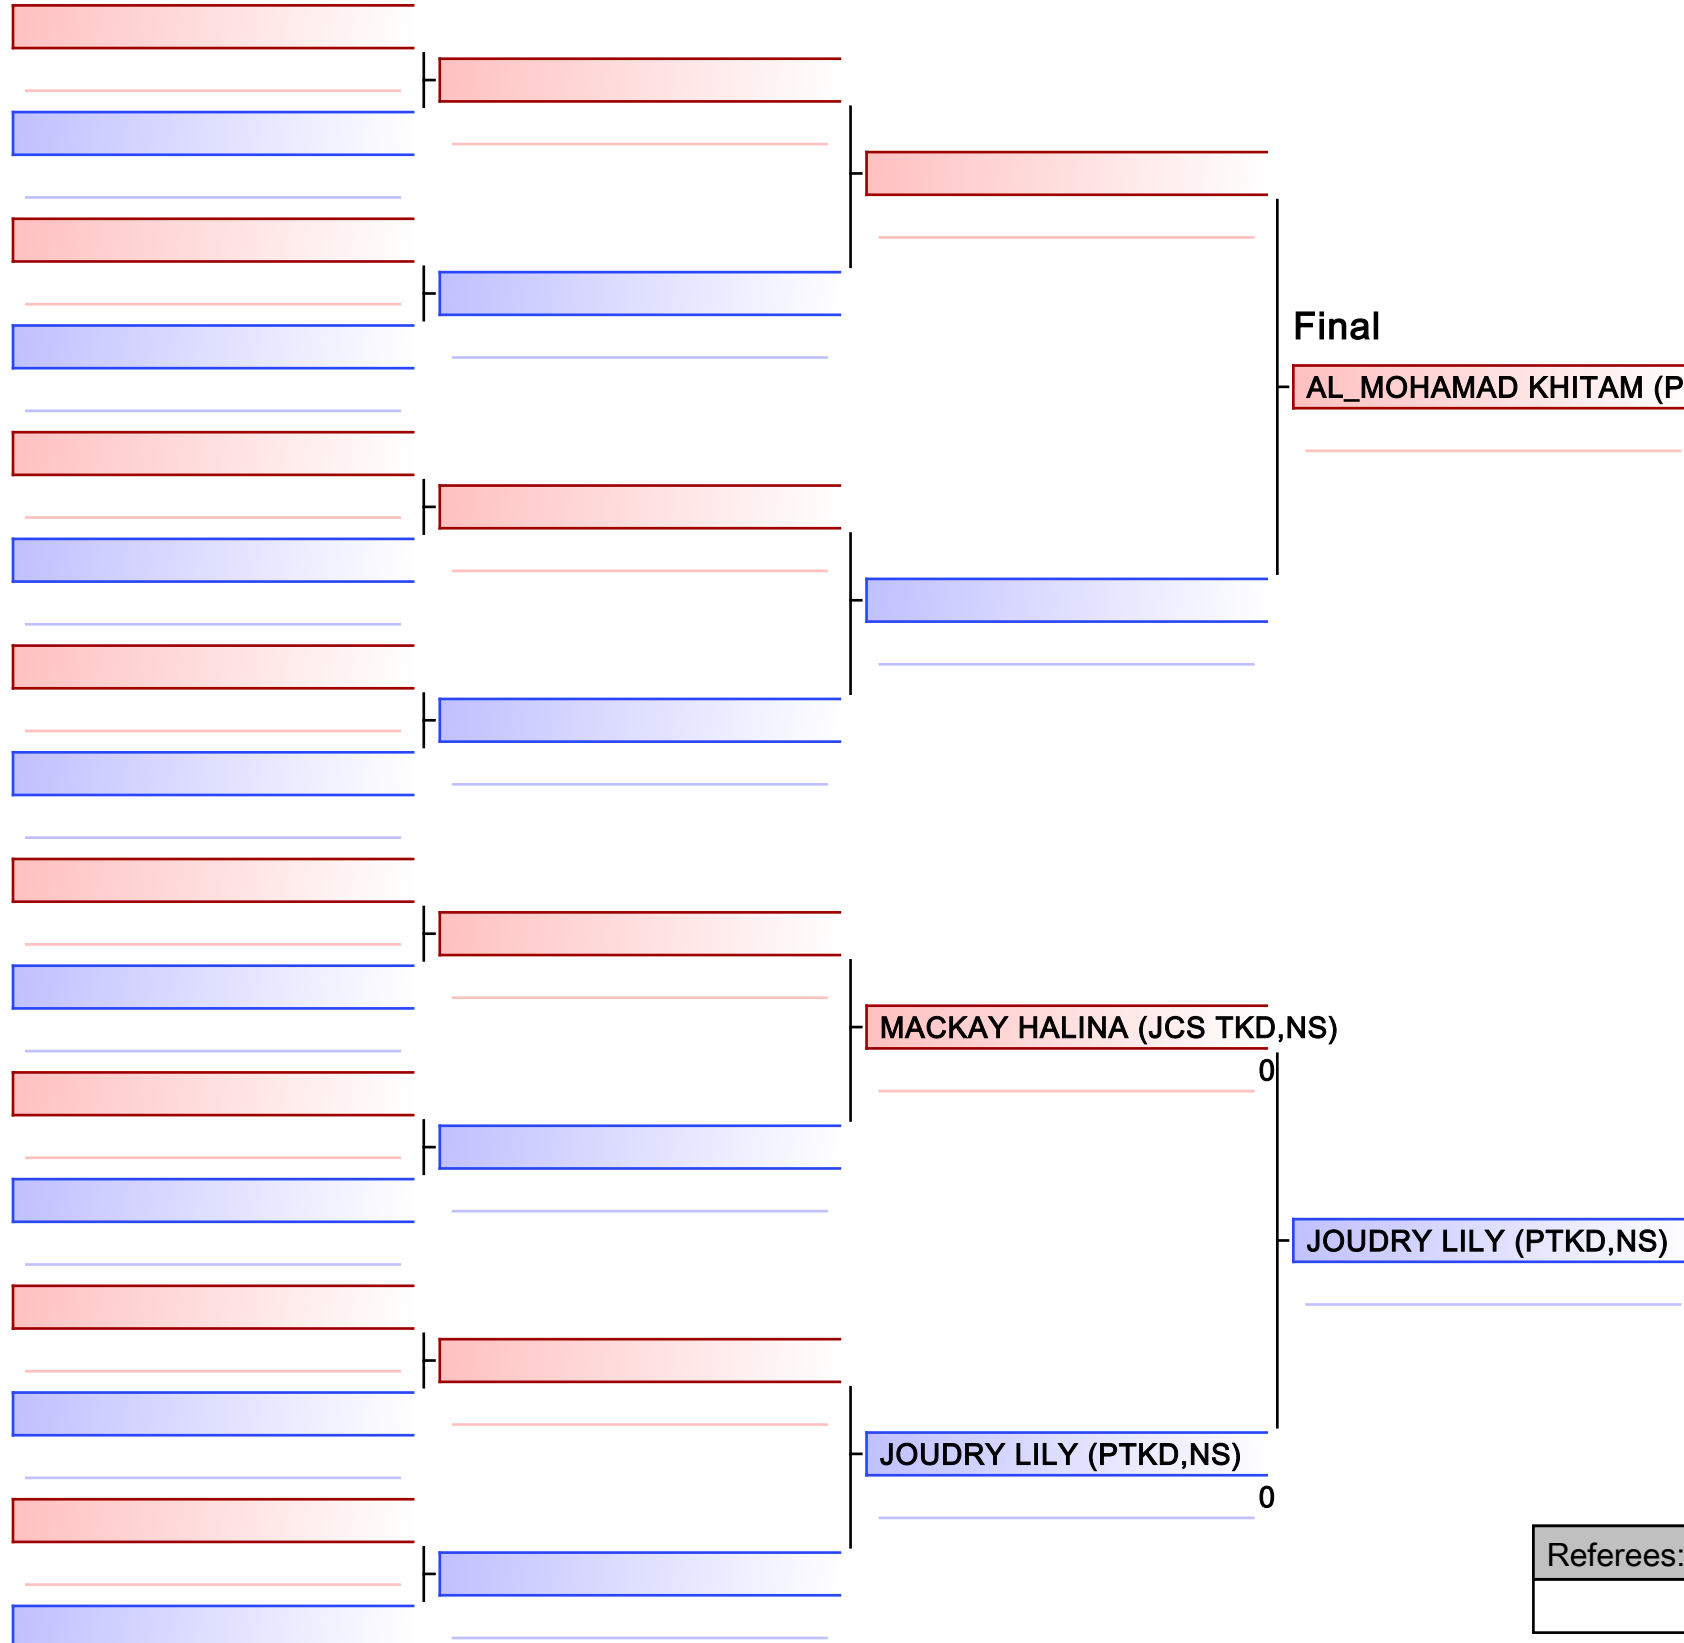 Final
AL_MOHAMAD KHITAM (P
MACKAY HALINA (JCS TKD,NS)
0
JOUDRY LILY (PTKD,NS)
JOUDRY LILY (PTKD,NS)
0
Referees: